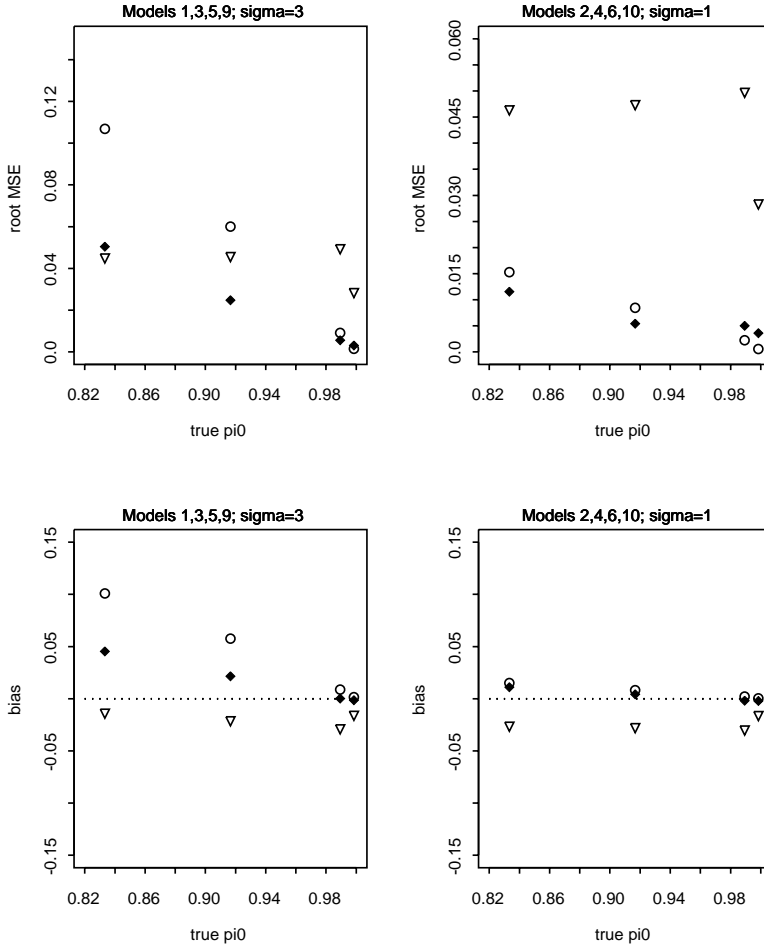 Models 1,3,5,9; sigma=3
root MSE
0.12
0.08
0.04
0.0
0.82 0.86 0.90 0.94 0.98
true pi0
Models 2,4,6,10; sigma=1
root MSE
0.060
0.045
0.030
0.015
0.0
0.82 0.86 0.90 0.94 0.98
true pi0
Models 1,3,5,9; sigma=3
bias
0.15
0.05
-0.05
-0.15
0.82 0.86 0.90 0.94 0.98
true pi0
Models 2,4,6,10; sigma=1
bias
0.15
0.05
-0.05
-0.15
0.82 0.86 0.90 0.94 0.98
true pi0